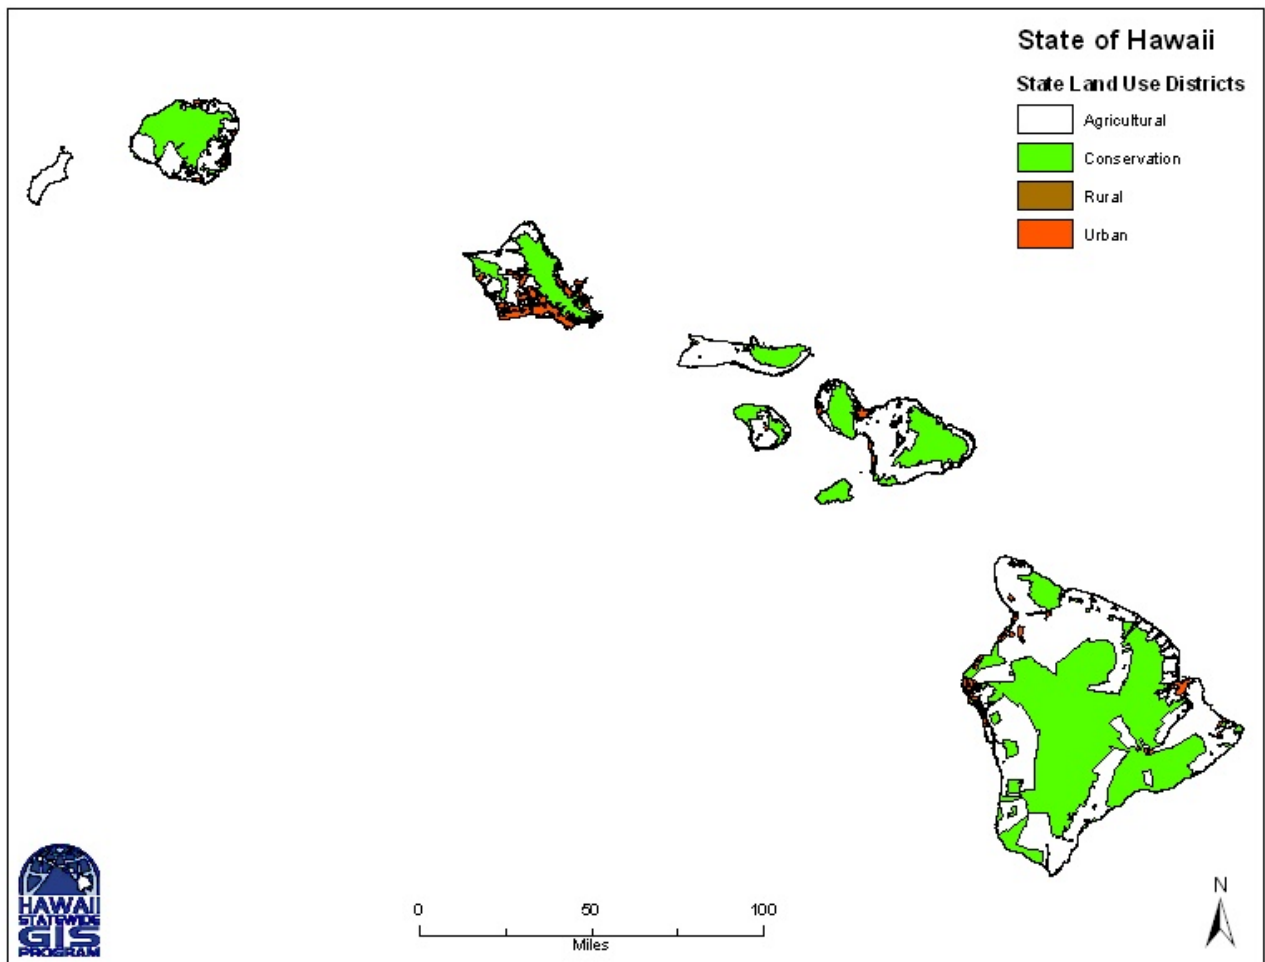 State of Hawaii
State Land Use Districts
Agricultural
Conservation
Rural
Urban
HAWAII
STATEWIDE
GIS
PROGRAM
0 50 100
Miles
N